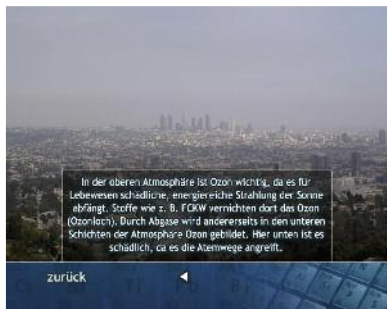 In der oberen Atmosphäre ist Ozon wichtig, da es für
Lebewesen schädliche, energiereiche Strahlung der Sonne
abfängt. Stoffe wie z. B. FCKW vernichten dort das Ozon
(Ozonloch). Durch Abgase wird andererseits in den unteren
Schichten der Atmosphäre Ozon gebildet. Hier unten ist es
schädlich, da es die Atemwege angreift.
zurück